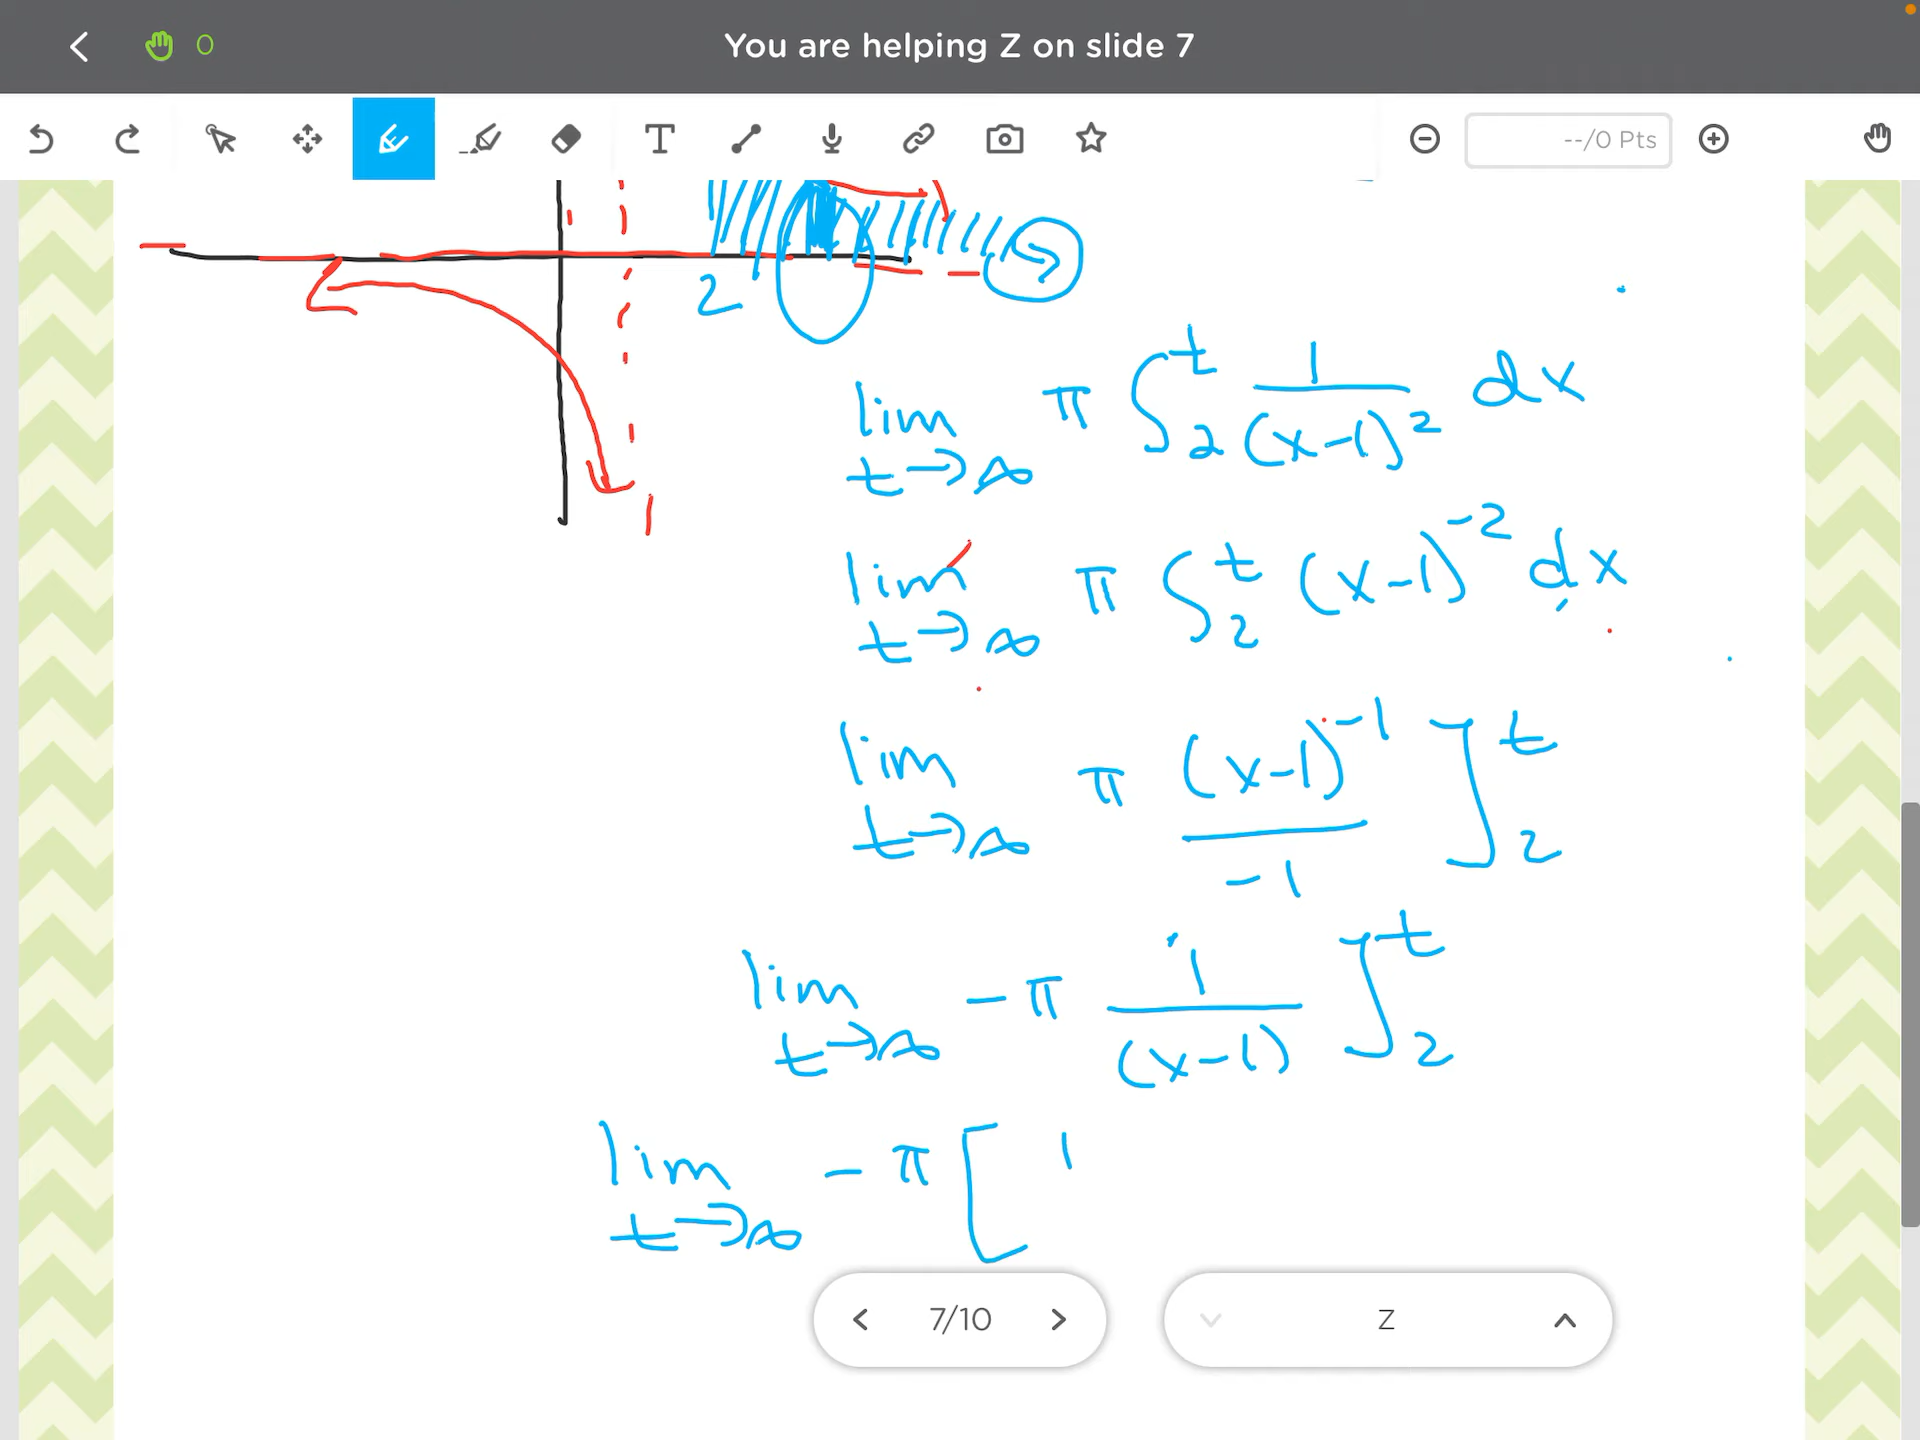 0
You are helping Z on slide 7
T
--/0 Pts
2
1
lim t→∞ π ∫₂ᵗ 1/(x-1)² dx
lim t→∞ π ∫₂ᵗ (x-1)⁻² dx
lim t→∞ π (x-1)⁻¹/-1 ]₂ᵗ
lim t→∞ -π 1/(x-1) ]₂ᵗ
lim t→∞ -π [ 1
7/10
Z